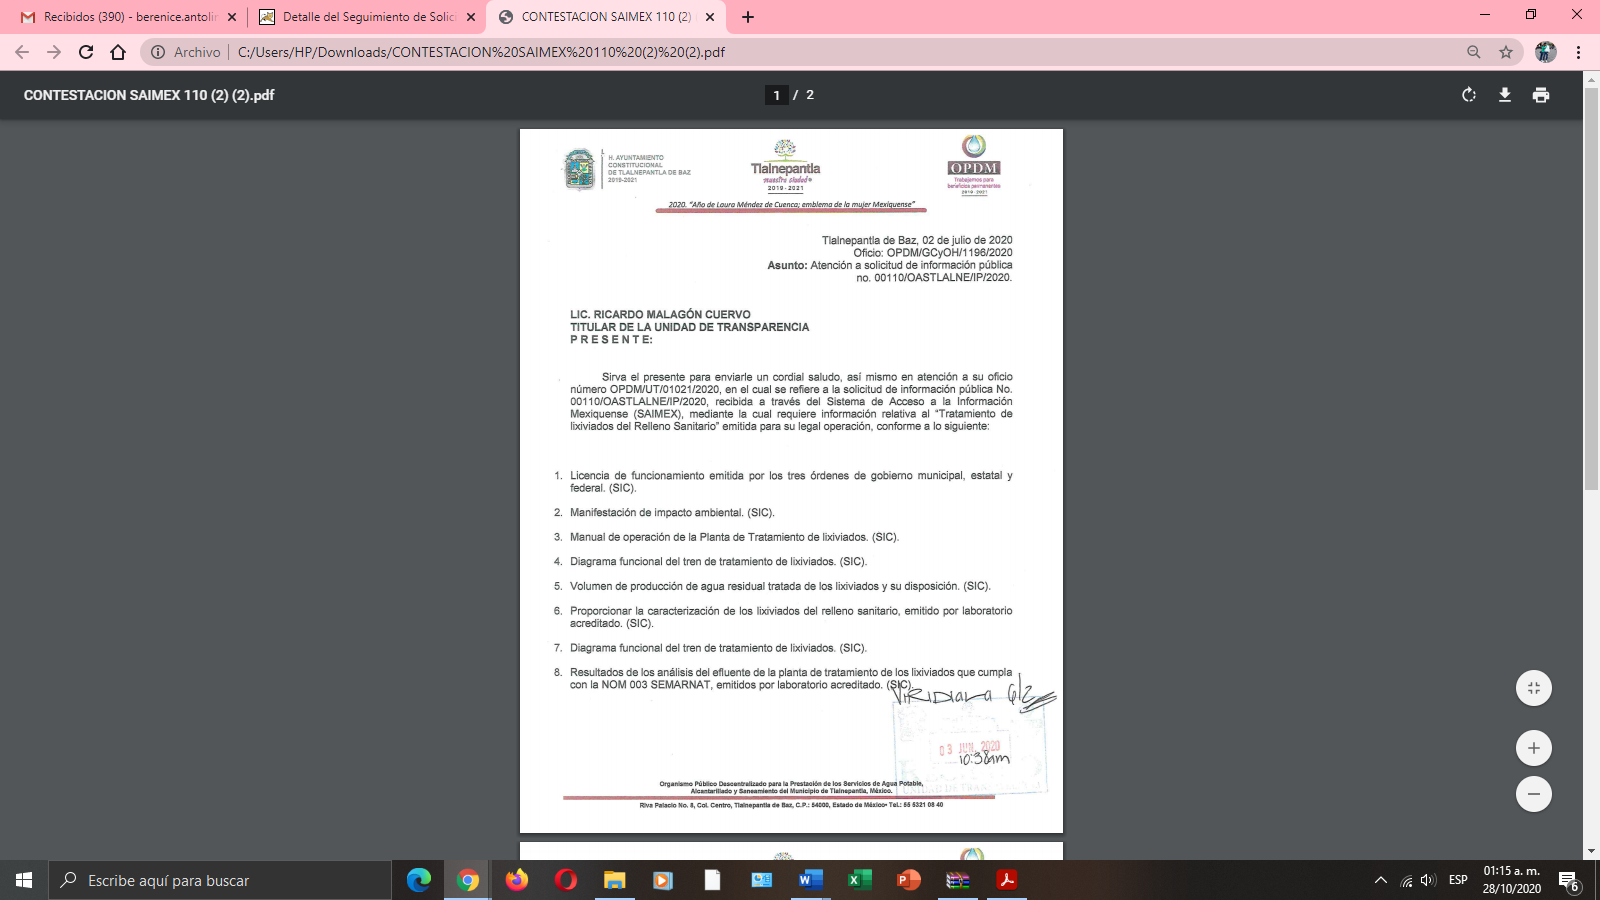 Recibidos (390) - berenice.antolin
Detalle del Seguimiento de Solici
CONTESTACION SAIMEX 110 (2)
Archivo
C:/Users/HP/Downloads/CONTESTACION%20SAIMEX%20110%20(2)%20(2).pdf
CONTESTACION SAIMEX 110 (2) (2).pdf
1 / 2
H. AYUNTAMIENTO
CONSTITUCIONAL
DE TLALNEPANTLA DE BAZ
2019-2021
Tlalnepantla
nuestra ciudad
2019-2021
OPDM
Trabajamos para
beneficios permanentes
2019-2021
2020. "Año de Laura Méndez de Cuenca; emblema de la mujer Mexiquense"
Tlalnepantla de Baz, 02 de julio de 2020
Oficio: OPDM/GCyOH/1196/2020
Asunto: Atención a solicitud de información pública
no. 00110/OASTLALNE/IP/2020.
LIC. RICARDO MALAGÓN CUERVO
TITULAR DE LA UNIDAD DE TRANSPARENCIA
P R E S E N T E:
Sirva el presente para enviarle un cordial saludo, así mismo en atención a su oficio
número OPDM/UT/01021/2020, en el cual se refiere a la solicitud de información pública No.
00110/OASTLALNE/IP/2020, recibida a través del Sistema de Acceso a la Información
Mexiquense (SAIMEX), mediante la cual requiere información relativa al "Tratamiento de
lixiviados del Relleno Sanitario" emitida para su legal operación, conforme a lo siguiente:
1. Licencia de funcionamiento emitida por los tres órdenes de gobierno municipal, estatal y
federal. (SIC).
2. Manifestación de impacto ambiental. (SIC).
3. Manual de operación de la Planta de Tratamiento de lixiviados. (SIC).
4. Diagrama funcional del tren de tratamiento de lixiviados. (SIC).
5. Volumen de producción de agua residual tratada de los lixiviados y su disposición. (SIC).
6. Proporcionar la caracterización de los lixiviados del relleno sanitario, emitido por laboratorio
acreditado. (SIC).
7. Diagrama funcional del tren de tratamiento de lixiviados. (SIC).
8. Resultados de los análisis del efluente de la planta de tratamiento de los lixiviados que cumpla
con la NOM 003 SEMARNAT, emitidos por laboratorio acreditado. (SIC).
Viridiana
03 JUL 2020
10:38am
Organismo Público Descentralizado para la Prestación de los Servicios de Agua Potable,
Alcantarillado y Saneamiento del Municipio de Tlalnepantla, México.
Riva Palacio No. 8, Col. Centro, Tlalnepantla de Baz, C.P.: 54000, Estado de México• Tel.: 55 5321 08 40
Escribe aquí para buscar
ESP
01:15 a. m.
28/10/2020
6